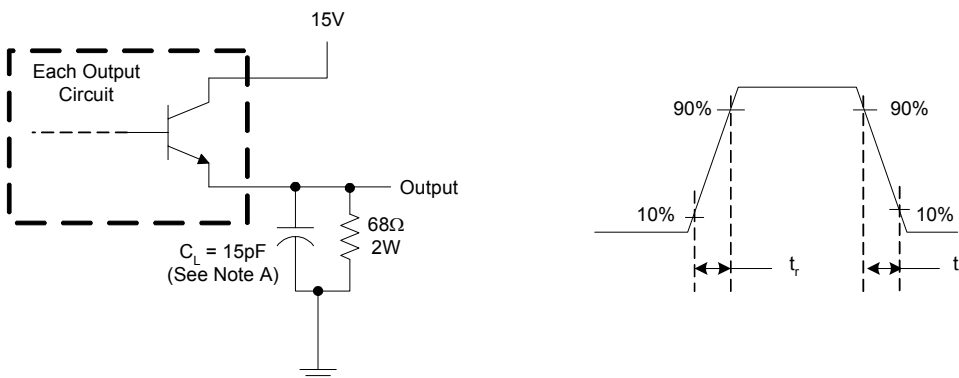 15V
Each Output
Circuit
Output
68Ω
2W
C_L = 15pF
(See Note A)
90%
90%
10%
10%
t_r
t